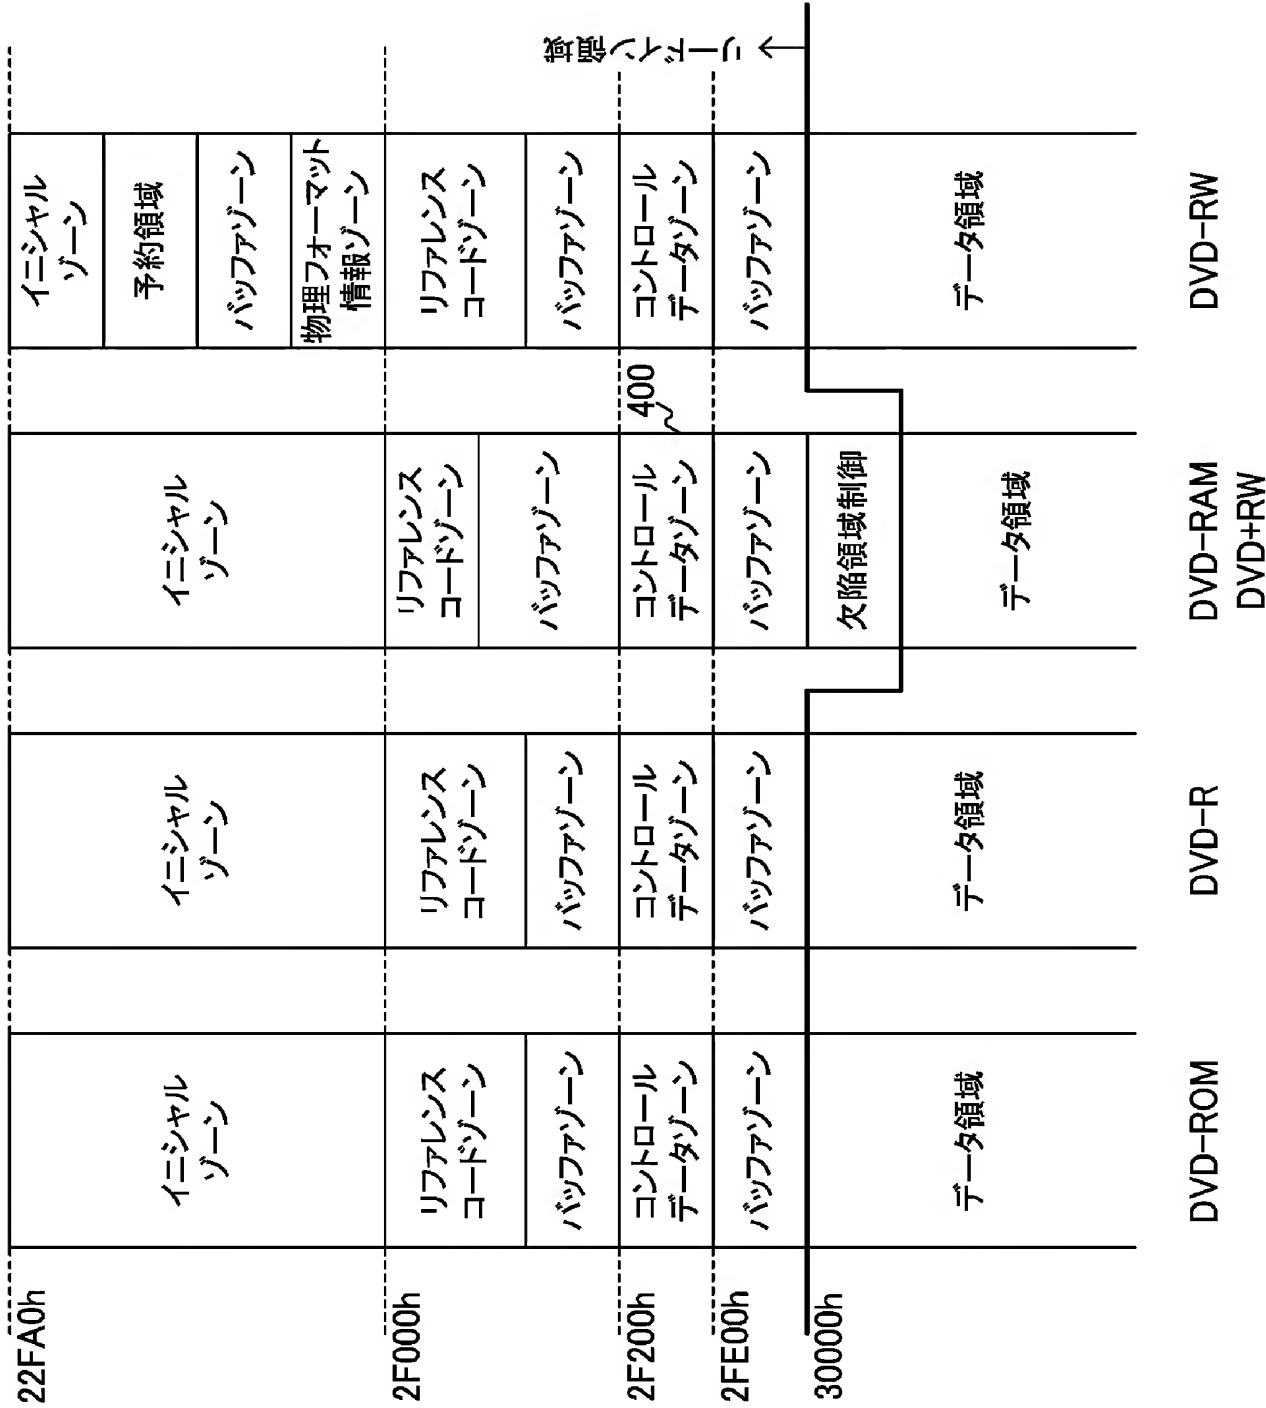 22FA0h
2F000h
2F200h
2FE00h
30000h
イニシャル
ゾーン
リファレンス
コードゾーン
バッファゾーン
コントロール
データゾーン
バッファゾーン
データ領域
DVD-ROM
イニシャル
ゾーン
リファレンス
コードゾーン
バッファゾーン
コントロール
データゾーン
バッファゾーン
データ領域
DVD-R
イニシャル
ゾーン
リファレンス
コードゾーン
バッファゾーン
コントロール
データゾーン
バッファゾーン
欠陥領域制御
データ領域
DVD-RAM
DVD+RW
400
イニシャル
ゾーン
予約領域
バッファゾーン
物理フォーマット
情報ゾーン
リファレンス
コードゾーン
バッファゾーン
コントロール
データゾーン
バッファゾーン
データ領域
DVD-RW
リードイン
領域